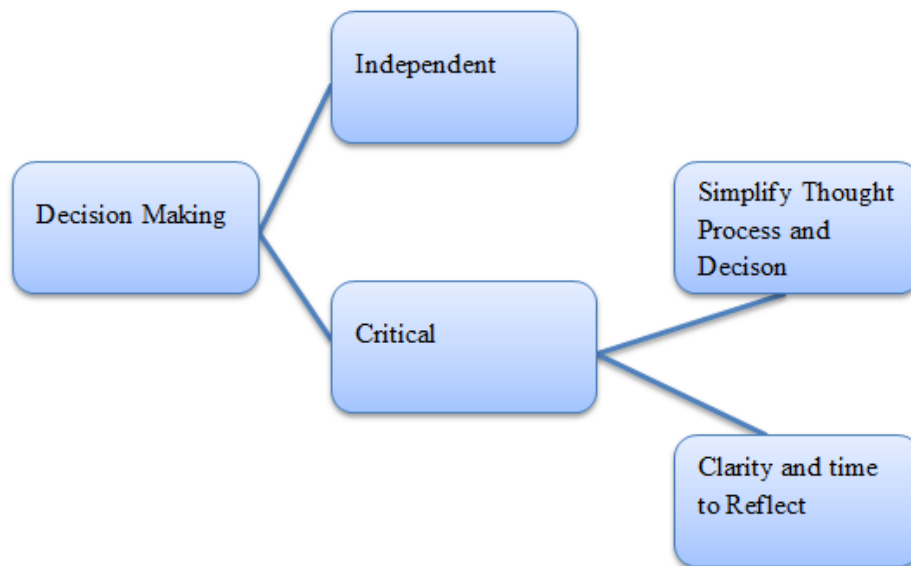 Independent
Decision Making
Simplify Thought
Process and
Decison
Critical
Clarity and time
to Reflect